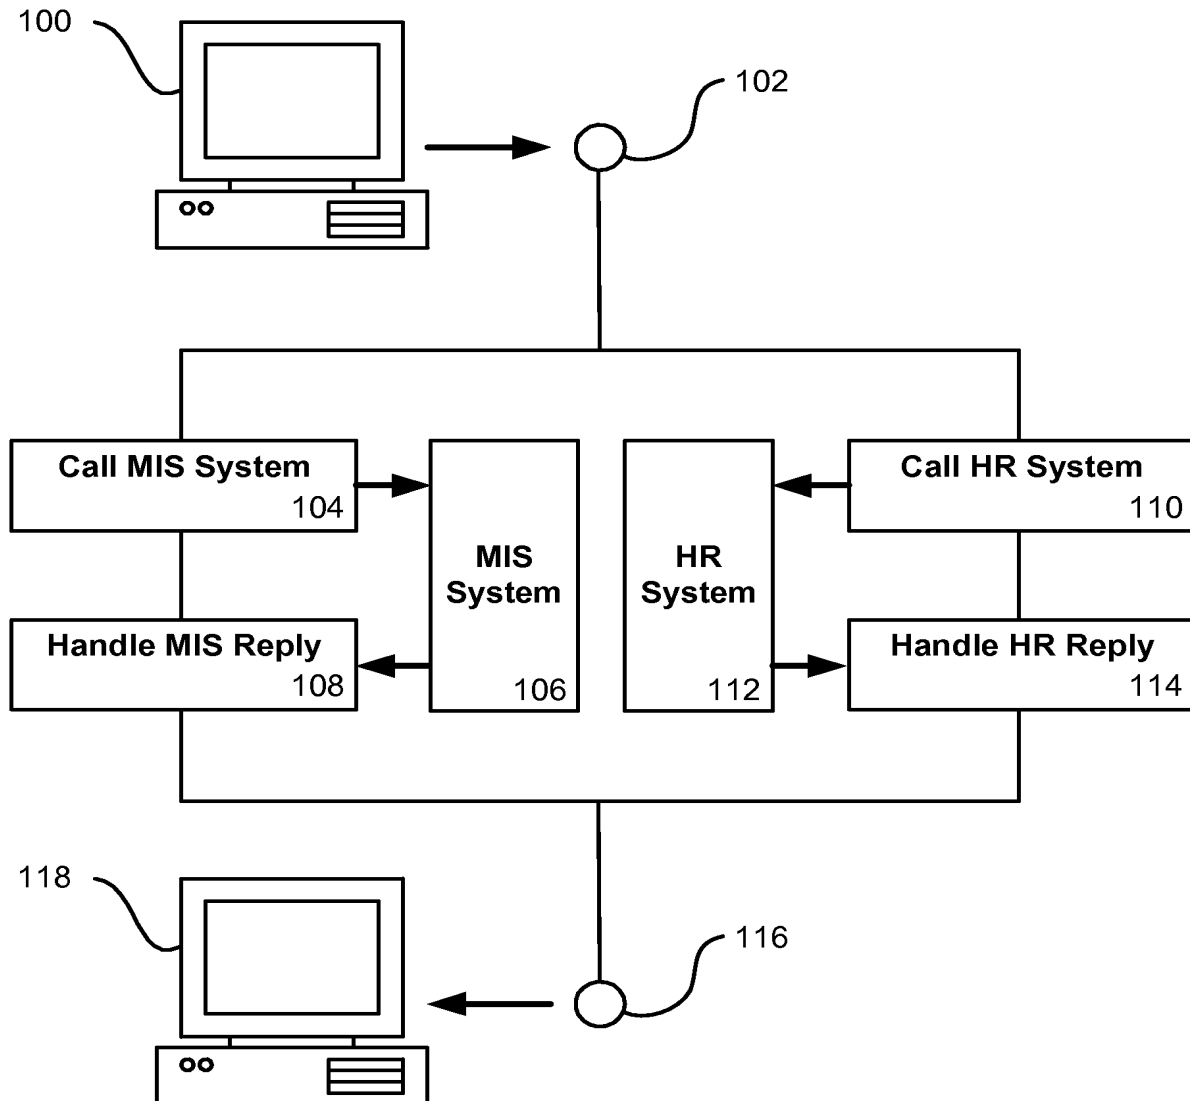 100
102
Call MIS System
104
MIS
System
106
HR
System
112
Call HR System
110
Handle MIS Reply
108
Handle HR Reply
114
118
116